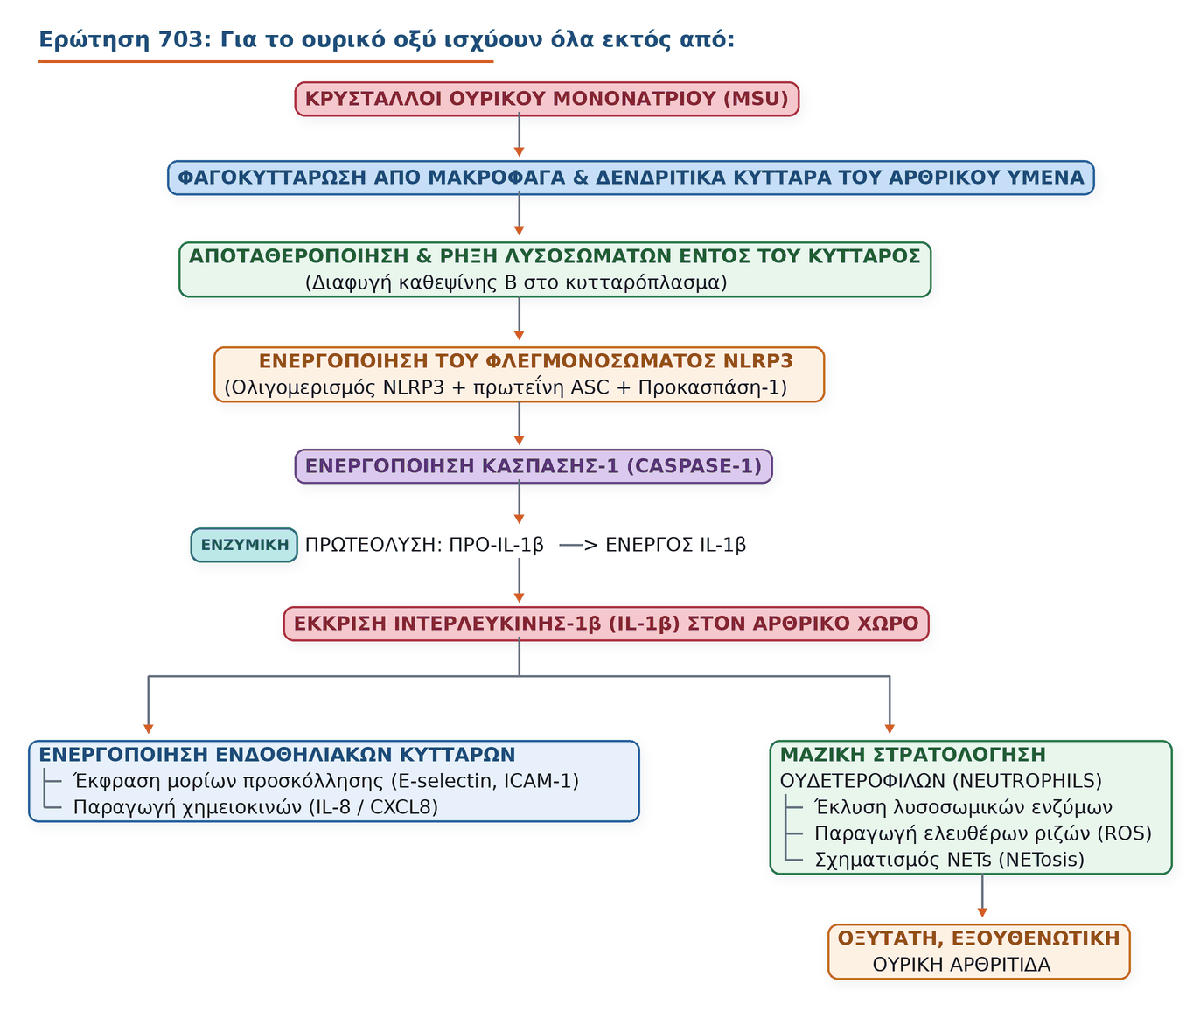 Ερώτηση 703: Για το ουρικό οξύ ισχύουν όλα εκτός από:
ΚΡΥΣΤΑΛΛΟΙ ΟΥΡΙΚΟΥ ΜΟΝΟΝΑΤΡΙΟΥ (MSU)
ΦΑΓΟΚΥΤΤΑΡΩΣΗ ΑΠΟ ΜΑΚΡΟΦΑΓΑ & ΔΕΝΔΡΙΤΙΚΑ ΚΥΤΤΑΡΑ ΤΟΥ ΑΡΘΡΙΚΟΥ ΥΜΕΝΑ
ΑΠΟΤΑΘΕΡΟΠΟΙΗΣΗ & ΡΗΞΗ ΛΥΣΟΣΩΜΑΤΩΝ ΕΝΤΟΣ ΤΟΥ ΚΥΤΤΑΡΟΣ
(Διαφυγή καθεψίνης Β στο κυτταρόπλασμα)
ΕΝΕΡΓΟΠΟΙΗΣΗ ΤΟΥ ΦΛΕΓΜΟΝΟΣΩΜΑΤΟΣ NLRP3
(Ολιγομερισμός NLRP3 + πρωτεΐνη ASC + Προκασπάση-1)
ΕΝΕΡΓΟΠΟΙΗΣΗ ΚΑΣΠΑΣΗΣ-1 (CASPASE-1)
ΕΝΖΥΜΙΚΗ ΠΡΩΤΕΟΛΥΣΗ: ΠΡΟ-IL-1β —> ΕΝΕΡΓΟΣ IL-1β
ΕΚΚΡΙΣΗ ΙΝΤΕΡΛΕΥΚΙΝΗΣ-1β (IL-1β) ΣΤΟΝ ΑΡΘΡΙΚΟ ΧΩΡΟ
ΕΝΕΡΓΟΠΟΙΗΣΗ ΕΝΔΟΘΗΛΙΑΚΩΝ ΚΥΤΤΑΡΩΝ
Έκφραση μορίων προσκόλλησης (E-selectin, ICAM-1)
Παραγωγή χημειοκινών (IL-8 / CXCL8)
ΜΑΖΙΚΗ ΣΤΡΑΤΟΛΟΓΗΣΗ
ΟΥΔΕΤΕΡΟΦΙΛΩΝ (NEUTROPHILS)
Έκλυση λυσοσωμικών ενζύμων
Παραγωγή ελευθέρων ριζών (ROS)
Σχηματισμός NETs (NETosis)
ΟΞΥΤΑΤΗ, ΕΞΟΥΘΕΝΩΤΙΚΗ
ΟΥΡΙΚΗ ΑΡΘΡΙΤΙΔΑ